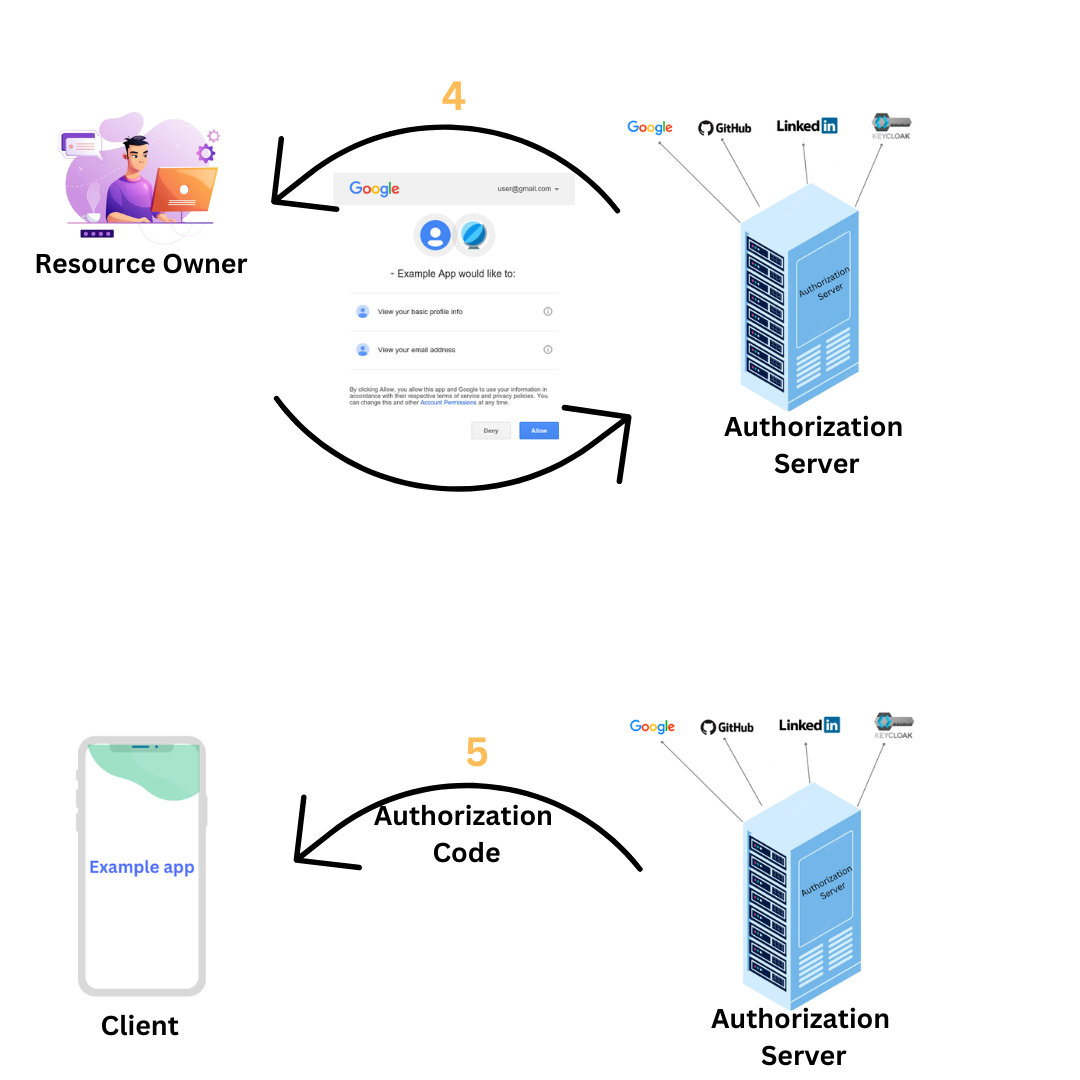 4
Google
GitHub
Linked in
KEYCLOAK
Google
user@gmail.com
- Example App would like to:
View your basic profile info
View your email address
By clicking Allow, you allow this app and Google to use your information in
accordance with their respective terms of service and privacy policies. You
can change this and other Account Permissions at any time.
Deny
Allow
Resource Owner
Authorization
Server
Authorization
Server
5
Google
GitHub
Linked in
KEYCLOAK
Authorization
Code
Example app
Authorization
Server
Client
Authorization
Server